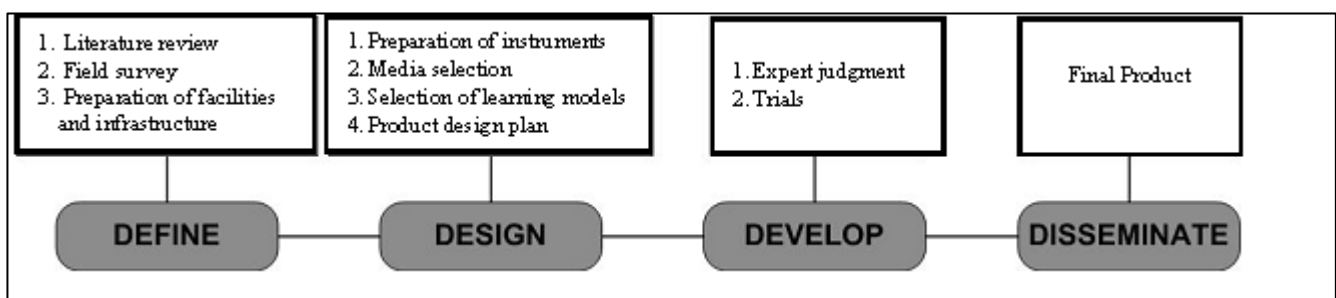 1. Literature review
2. Field survey
3. Preparation of facilities
and infrastructure
1. Preparation of instruments
2. Media selection
3. Selection of learning models
4. Product design plan
1. Expert judgment
2. Trials
Final Product
DEFINE
DESIGN
DEVELOP
DISSEMINATE